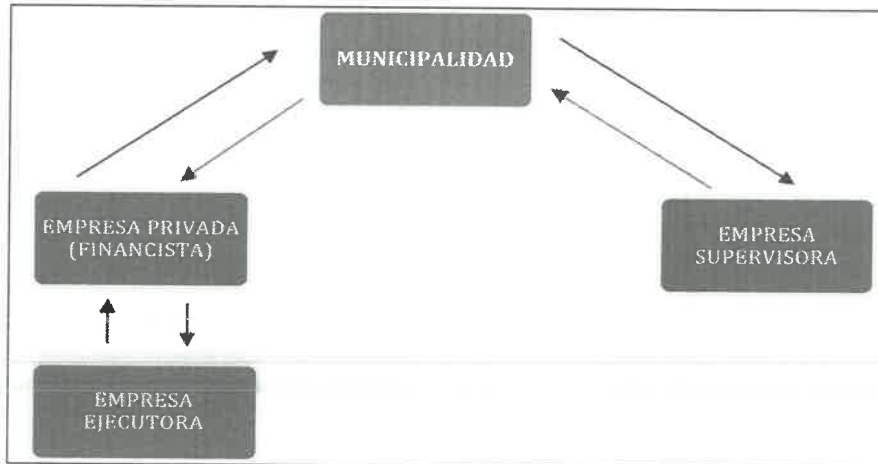 MUNICIPALIDAD
EMPRESA PRIVADA
(FINANCISTA)
EMPRESA
SUPERVISORA
EMPRESA
EJECUTORA